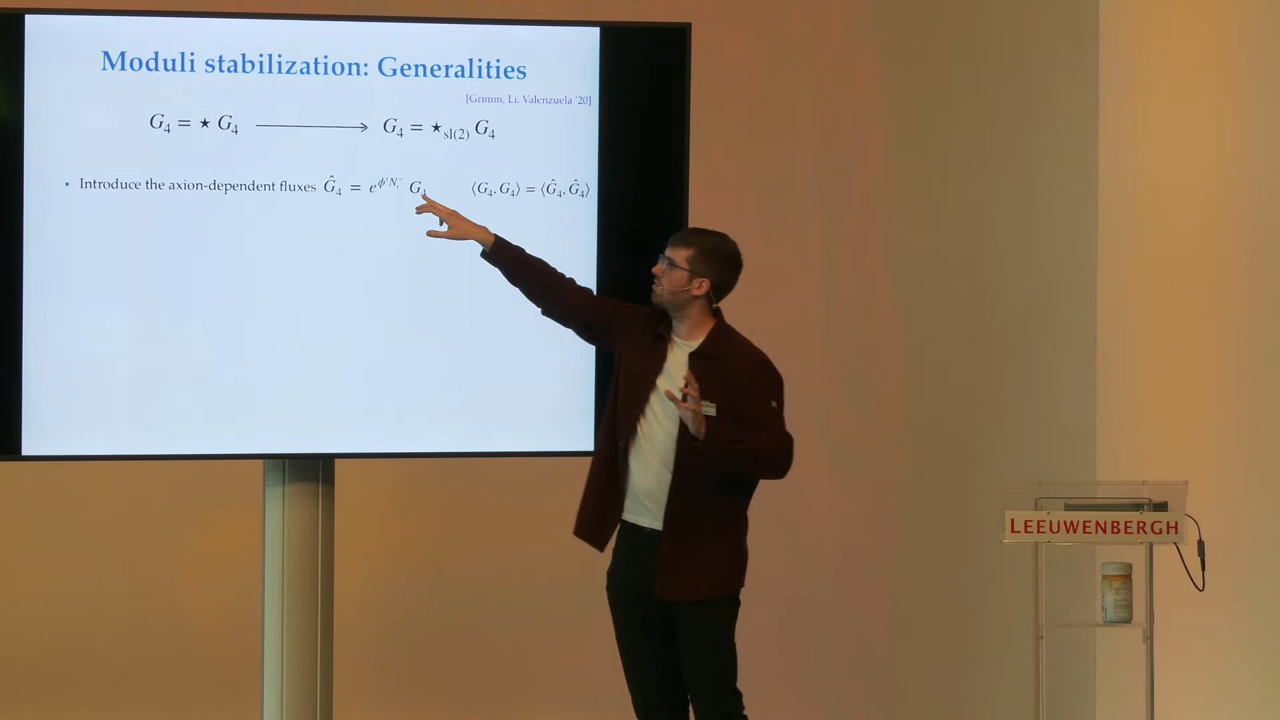 Moduli stabilization: Generalities
[Grimm, Li, Valenzuela '20]
G₄ = ⋆ G₄ ⟶ G₄ = ⋆sl(2) G₄
• Introduce the axion-dependent fluxes Ĝ₄ = e^{ϕⁱNᵢ⁻} G₄ ⟨G₄, G₄⟩ = ⟨Ĝ₄, Ĝ₄⟩
LEEUWENBERGH